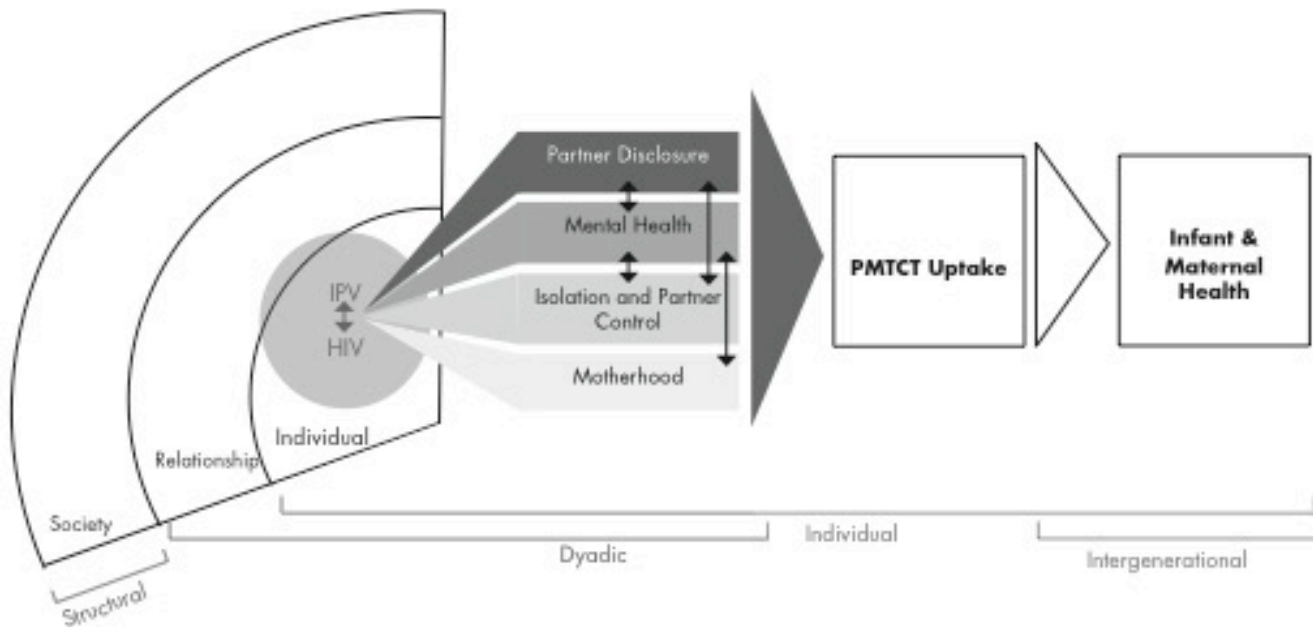 Partner Disclosure
Mental Health
Isolation and Partner
Control
Motherhood
IPV
HIV
Individual
Relationship
Society
PMTCT Uptake
Infant &
Maternal
Health
Structural
Dyadic
Individual
Intergenerational